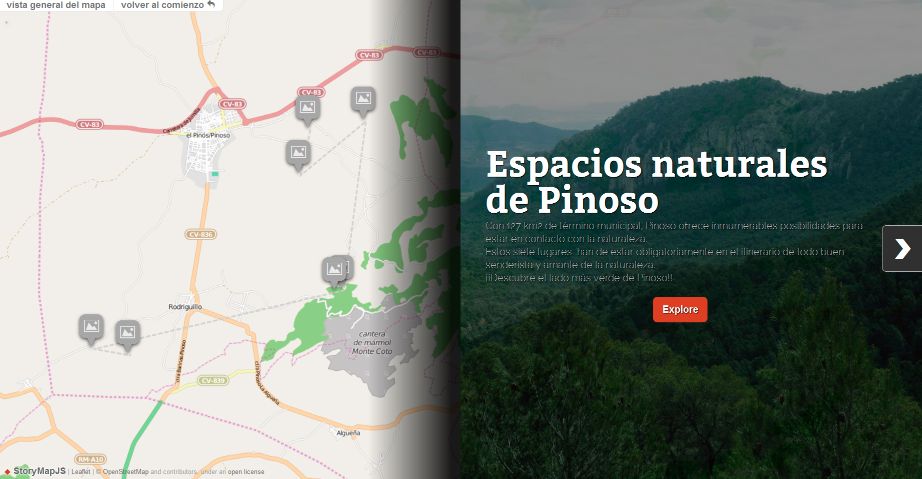 vista general del mapa
volver al comienzo
CV-83
CV-83
CV-83
CV-83
CV-83
el Pinós/Pinoso
CV-836
Rodriguillo
cantera
de marmol
Monte Coto
CV-839
Algueña
RM-A10
StoryMapJS | Leaflet | © OpenStreetMap and contributors, under an open license
Espacios naturales
de Pinoso
Con 127 km2 de término municipal, Pinoso ofrece innumerables posibilidades para
estar en contacto con la naturaleza.
Estos siete lugares han de estar obligatoriamente en el itinerario de todo buen
senderista y amante de la naturaleza.
¡¡Descubre el lado más verde de Pinoso!!
Explore